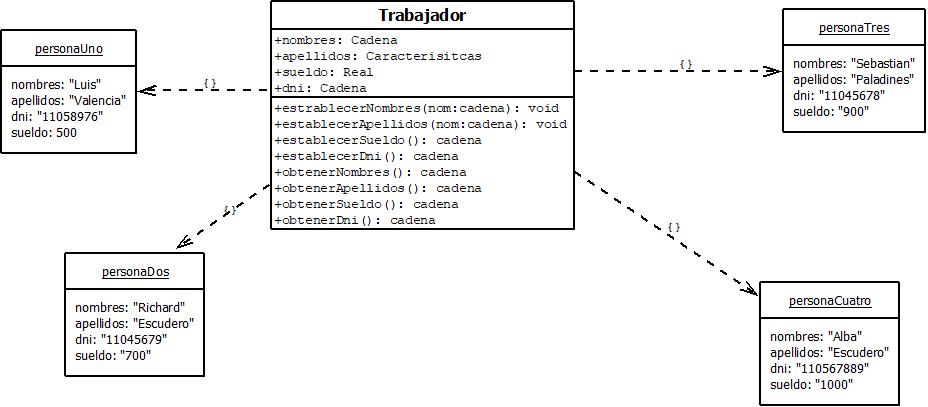 Trabajador
+nombres: Cadena
+apellidos: Caracterisitcas
+sueldo: Real
+dni: Cadena
+estrablecerNombres(nom:cadena): void
+establecerApellidos(nom:cadena): void
+establecerSueldo(): cadena
+establecerDni(): cadena
+obtenerNombres(): cadena
+obtenerApellidos(): cadena
+obtenerSueldo(): cadena
+obtenerDni(): cadena
personaUno
nombres: "Luis"
apellidos: "Valencia"
dni: "11058976"
sueldo: 500
{}
personaTres
nombres: "Sebastian"
apellidos: "Paladines"
dni: "11045678"
sueldo: "900"
{}
personaDos
nombres: "Richard"
apellidos: "Escudero"
dni: "11045679"
sueldo: "700"
{}
personaCuatro
nombres: "Alba"
apellidos: "Escudero"
dni: "110567889"
sueldo: "1000"
{}